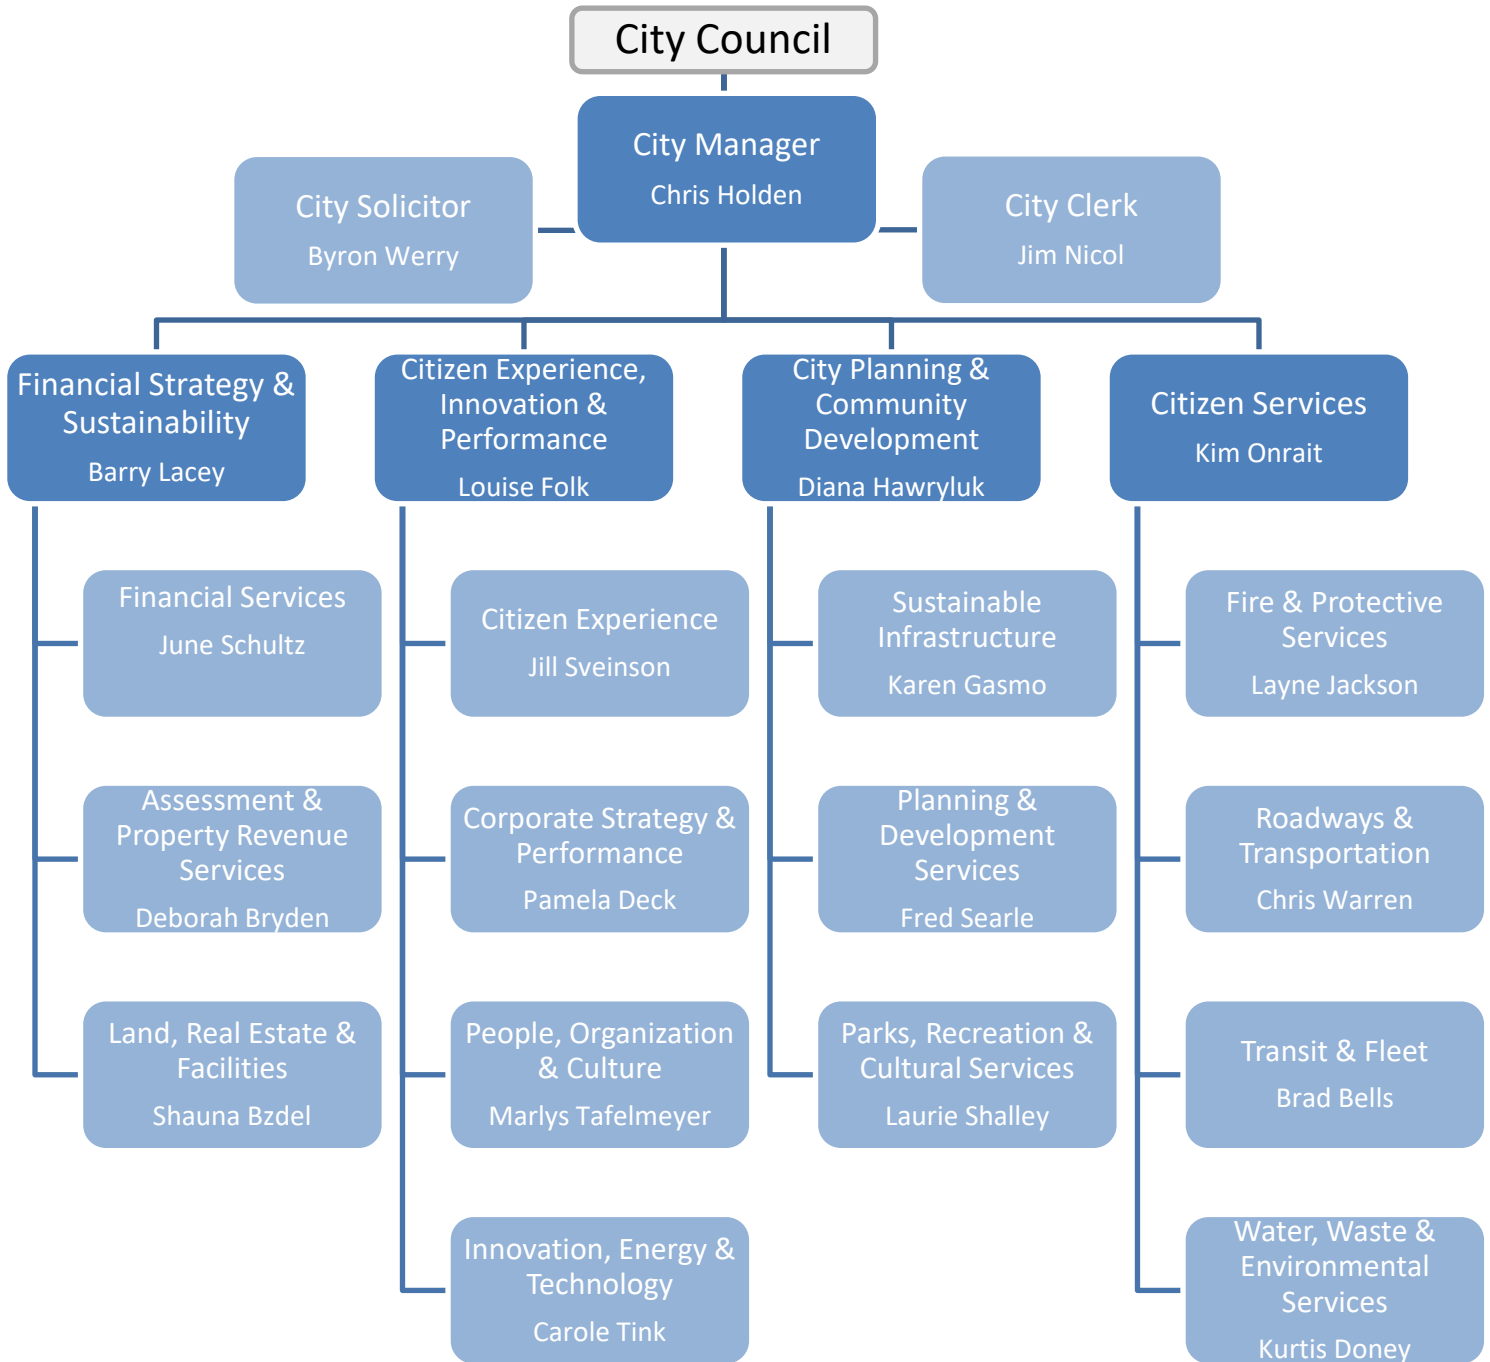 City Council
City Manager
Chris Holden
City Solicitor
Byron Werry
City Clerk
Jim Nicol
Financial Strategy &
Sustainability
Barry Lacey
Citizen Experience,
Innovation &
Performance
Louise Folk
City Planning &
Community
Development
Diana Hawryluk
Citizen Services
Kim Onrait
Financial Services
June Schultz
Citizen Experience
Jill Sveinson
Sustainable
Infrastructure
Karen Gasmo
Fire & Protective
Services
Layne Jackson
Assessment &
Property Revenue
Services
Deborah Bryden
Corporate Strategy &
Performance
Pamela Deck
Planning &
Development
Services
Fred Searle
Roadways &
Transportation
Chris Warren
Land, Real Estate &
Facilities
Shauna Bzdel
People, Organization
& Culture
Marlys Tafelmeyer
Parks, Recreation &
Cultural Services
Laurie Shalley
Transit & Fleet
Brad Bells
Innovation, Energy &
Technology
Carole Tink
Water, Waste &
Environmental
Services
Kurtis Doney